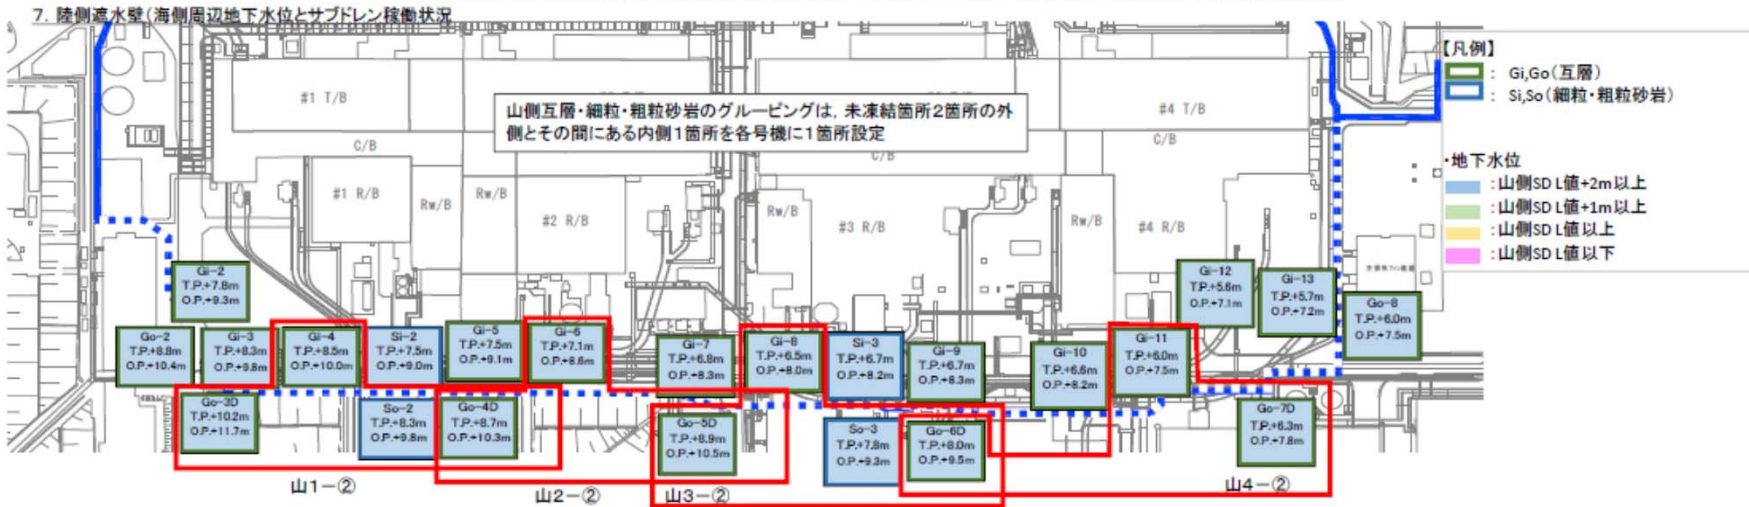 7. 陸側遮水壁(海側周辺地下水位とサブドレン稼働状況
【凡例】
: Gi,Go(互層)
: Si,So(細粒・粗粒砂岩)
・地下水位
:山側SD L値+2m以上
:山側SD L値+1m以上
:山側SD L値以上
:山側SD L値以下
#1 T/B
山側互層・細粒・粗粒砂岩のグルーピングは, 未凍結箇所2箇所の外
側とその間にある内側1箇所を各号機に1箇所設定
#4 T/B
C/B
C/B
C/B
#1 R/B
Rw/B
Rw/B
#2 R/B
Rw/B
#3 R/B
Rw/B
#4 R/B
Gi-2
T.P.+7.8m
O.P.+9.3m
Gi-12
T.P.+5.6m
O.P.+7.1m
Gi-13
T.P.+5.7m
O.P.+7.2m
Go-8
T.P.+6.0m
O.P.+7.5m
Go-2
T.P.+8.8m
O.P.+10.4m
Gi-3
T.P.+8.3m
O.P.+9.8m
Gi-4
T.P.+8.5m
O.P.+10.0m
Si-2
T.P.+7.5m
O.P.+9.0m
Gi-5
T.P.+7.5m
O.P.+9.1m
Gi-6
T.P.+7.1m
O.P.+8.6m
Gi-7
T.P.+6.8m
O.P.+8.3m
Gi-8
T.P.+6.5m
O.P.+8.0m
Si-3
T.P.+6.7m
O.P.+8.2m
Gi-9
T.P.+6.7m
O.P.+8.3m
Gi-10
T.P.+6.6m
O.P.+8.2m
Gi-11
T.P.+6.0m
O.P.+7.5m
Go-3D
T.P.+10.2m
O.P.+11.7m
So-2
T.P.+8.3m
O.P.+9.8m
Go-4D
T.P.+8.7m
O.P.+10.3m
Go-5D
T.P.+8.9m
O.P.+10.5m
So-3
T.P.+7.8m
O.P.+9.3m
Go-6D
T.P.+8.0m
O.P.+9.5m
Go-7D
T.P.+6.3m
O.P.+7.8m
山1-②
山2-②
山3-②
山4-②